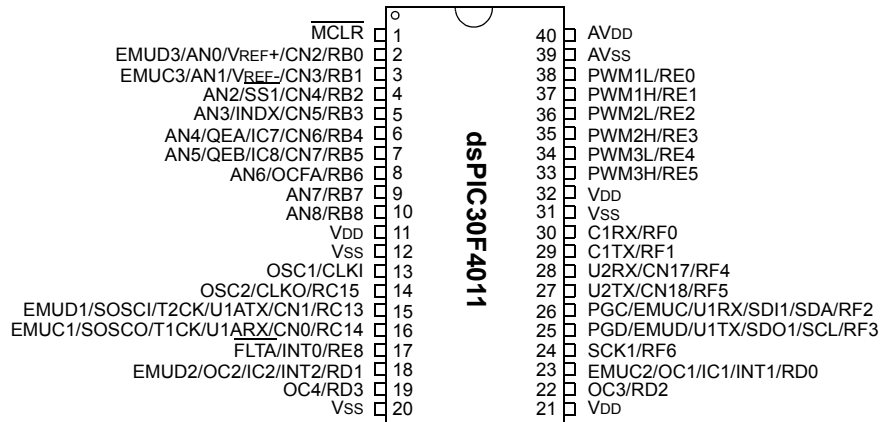 MCLR 1
EMUD3/AN0/VREF+/CN2/RB0 2
EMUC3/AN1/VREF-/CN3/RB1 3
AN2/SS1/CN4/RB2 4
AN3/INDX/CN5/RB3 5
AN4/QEA/IC7/CN6/RB4 6
AN5/QEB/IC8/CN7/RB5 7
AN6/OCFA/RB6 8
AN7/RB7 9
AN8/RB8 10
VDD 11
VSS 12
OSC1/CLKI 13
OSC2/CLKO/RC15 14
EMUD1/SOSCI/T2CK/U1ATX/CN1/RC13 15
EMUC1/SOSCO/T1CK/U1ARX/CN0/RC14 16
FLTA/INT0/RE8 17
EMUD2/OC2/IC2/INT2/RD1 18
OC4/RD3 19
VSS 20
dsPIC30F4011
40 AVDD
39 AVSS
38 PWM1L/RE0
37 PWM1H/RE1
36 PWM2L/RE2
35 PWM2H/RE3
34 PWM3L/RE4
33 PWM3H/RE5
32 VDD
31 VSS
30 C1RX/RF0
29 C1TX/RF1
28 U2RX/CN17/RF4
27 U2TX/CN18/RF5
26 PGC/EMUC/U1RX/SDI1/SDA/RF2
25 PGD/EMUD/U1TX/SDO1/SCL/RF3
24 SCK1/RF6
23 EMUC2/OC1/IC1/INT1/RD0
22 OC3/RD2
21 VDD